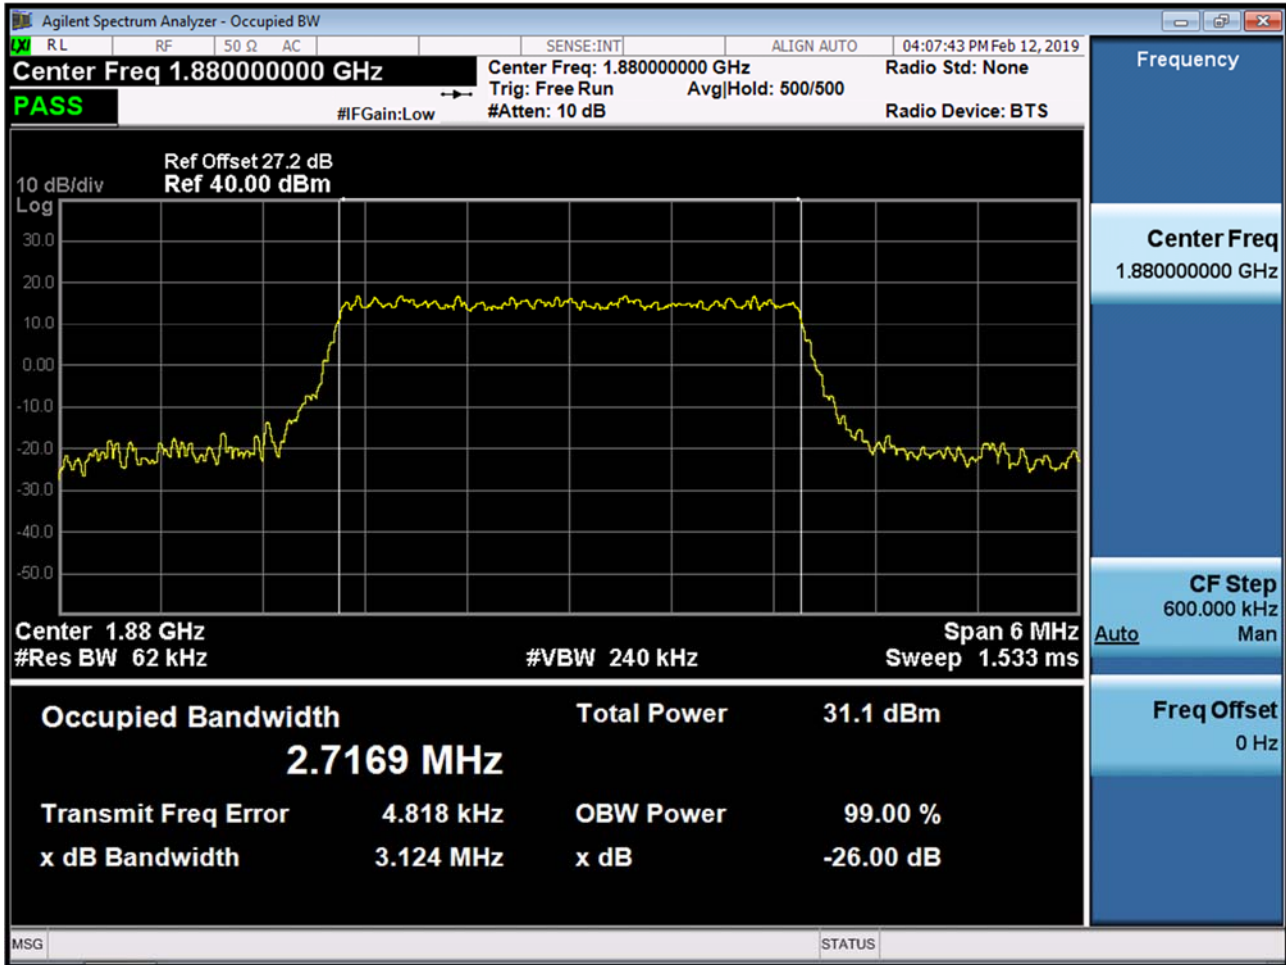 Agilent Spectrum Analyzer - Occupied BW
LXI RL RF 50 Ω AC SENSE:INT ALIGN AUTO 04:07:43 PM Feb 12, 2019
Center Freq 1.880000000 GHz
PASS
#IFGain:Low
Center Freq: 1.880000000 GHz
Trig: Free Run Avg|Hold: 500/500
#Atten: 10 dB
Radio Std: None
Radio Device: BTS
Ref Offset 27.2 dB
10 dB/div Ref 40.00 dBm
Log
30.0
20.0
10.0
0.00
-10.0
-20.0
-30.0
-40.0
-50.0
Center 1.88 GHz Span 6 MHz
#Res BW 62 kHz #VBW 240 kHz Sweep 1.533 ms
Occupied Bandwidth Total Power 31.1 dBm
2.7169 MHz
Transmit Freq Error 4.818 kHz OBW Power 99.00 %
x dB Bandwidth 3.124 MHz x dB -26.00 dB
MSG STATUS
Frequency
Center Freq
1.880000000 GHz
CF Step
600.000 kHz
Auto Man
Freq Offset
0 Hz